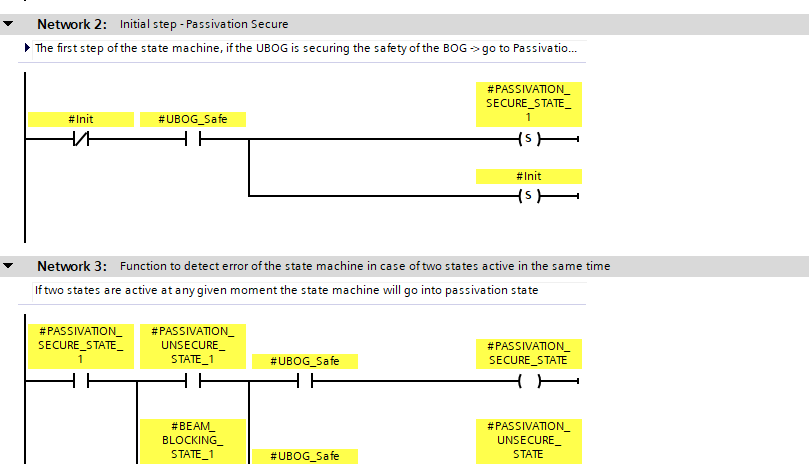 Network 2: Initial step - Passivation Secure
The first step of the state machine, if the UBOG is securing the safety of the BOG -> go to Passivatio...
#PASSIVATION_
SECURE_STATE_
1
#Init
#UBOG_Safe
S
#Init
S
Network 3: Function to detect error of the state machine in case of two states active in the same time
If two states are active at any given moment the state machine will go into passivation state
#PASSIVATION_
SECURE_STATE_
1
#PASSIVATION_
UNSECURE_
STATE_1
#UBOG_Safe
#PASSIVATION_
SECURE_STATE
#BEAM_
BLOCKING_
STATE_1
#UBOG_Safe
#PASSIVATION_
UNSECURE_
STATE